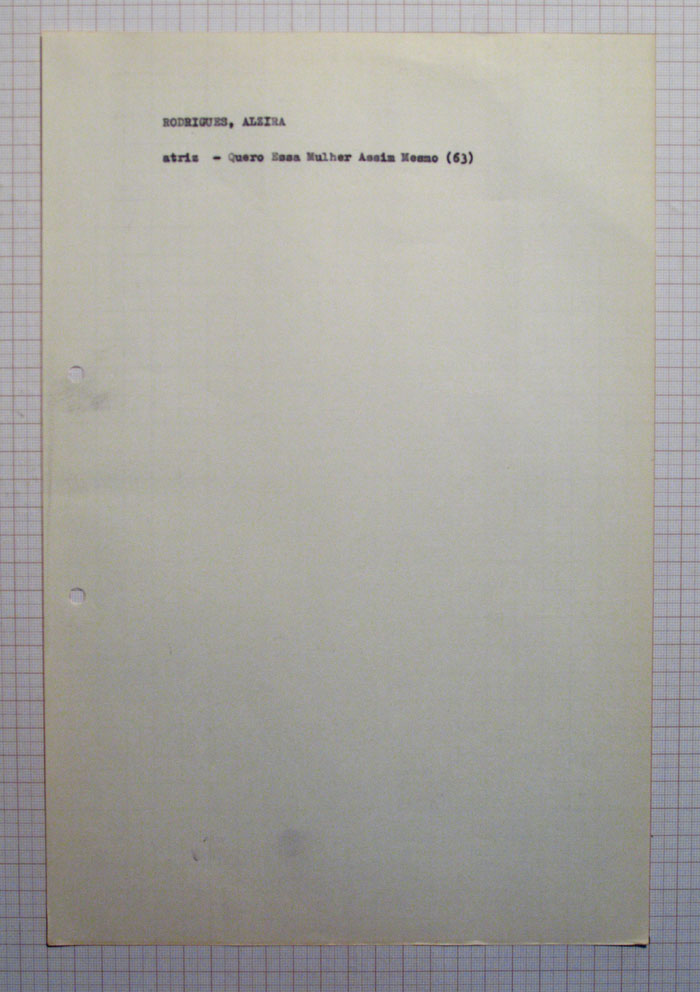 RODRIGUES, ALZIRA
atriz - Quero Essa Mulher Assim Mesmo (63)